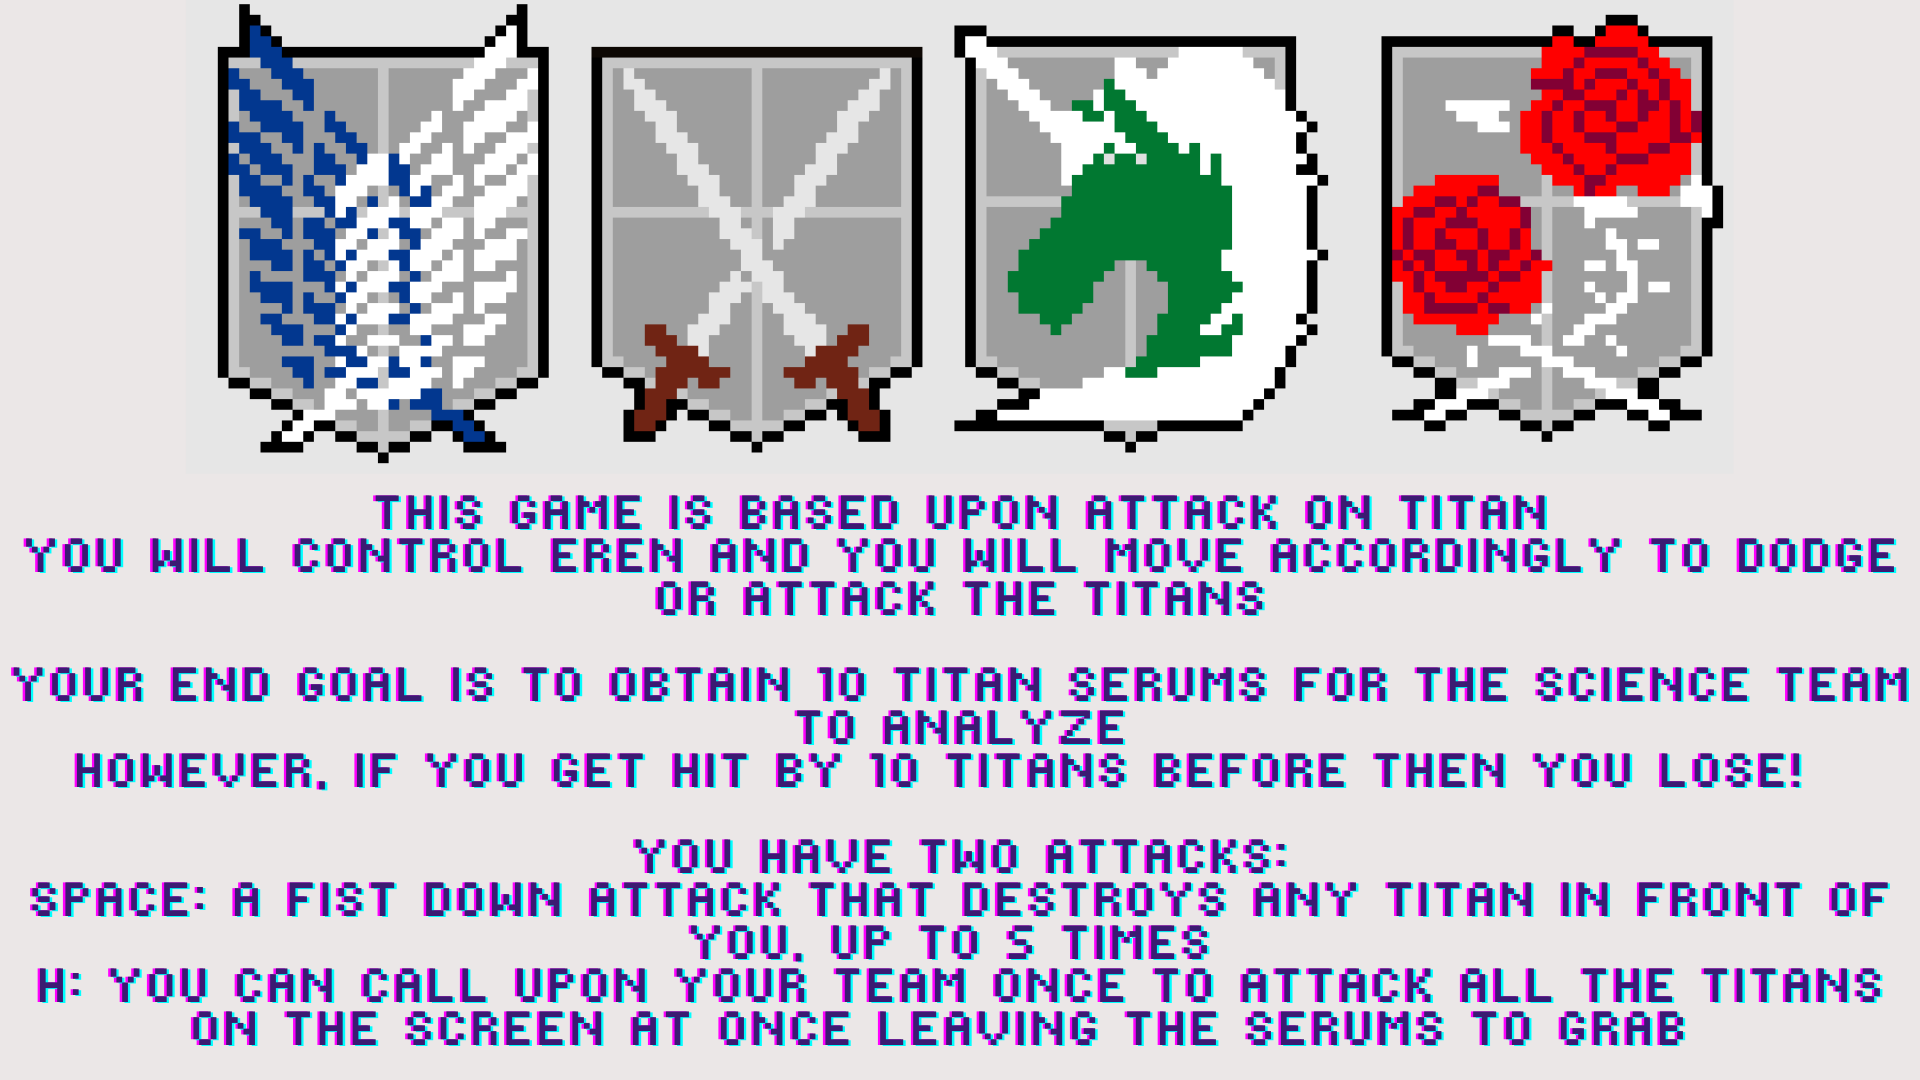 THIS GAME IS BASED UPON ATTACK ON TITAN
YOU WILL CONTROL EREN AND YOU WILL MOVE ACCORDINGLY TO DODGE
OR ATTACK THE TITANS
YOUR END GOAL IS TO OBTAIN 10 TITAN SERUMS FOR THE SCIENCE TEAM
TO ANALYZE
HOWEVER, IF YOU GET HIT BY 10 TITANS BEFORE THEN YOU LOSE!
YOU HAVE TWO ATTACKS:
SPACE: A FIST DOWN ATTACK THAT DESTROYS ANY TITAN IN FRONT OF
YOU, UP TO 5 TIMES
H: YOU CAN CALL UPON YOUR TEAM ONCE TO ATTACK ALL THE TITANS
ON THE SCREEN AT ONCE LEAVING THE SERUMS TO GRAB